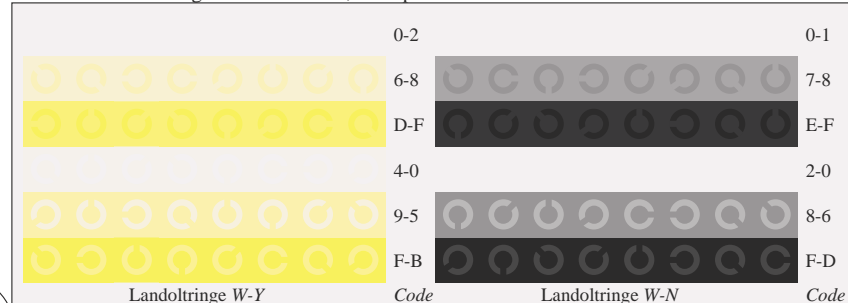 0-2 0-1
6-8 7-8
D-F E-F
4-0 2-0
9-5 8-6
F-B F-D
Landoltringe W-Y Code Landoltringe W-N Code